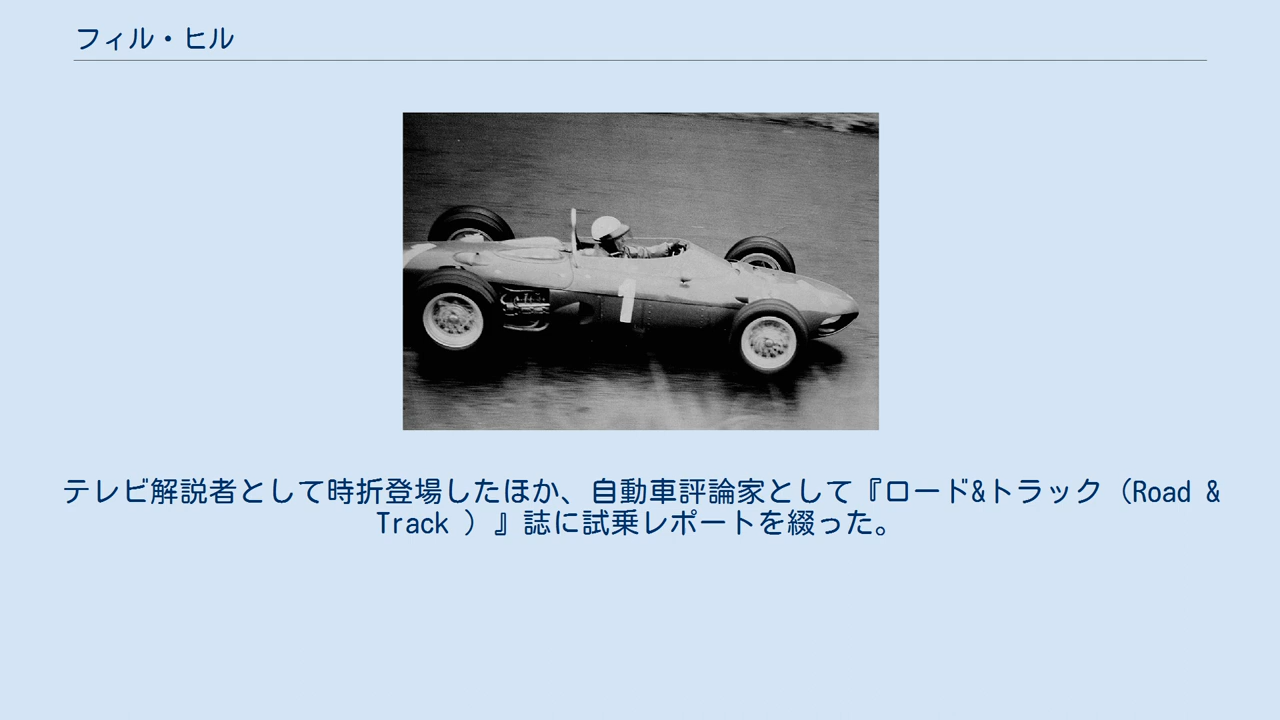 フィル・ヒル
1
テレビ解説者として時折登場したほか、自動車評論家として『ロード&トラック（Road &
Track ）』誌に試乗レポートを綴った。